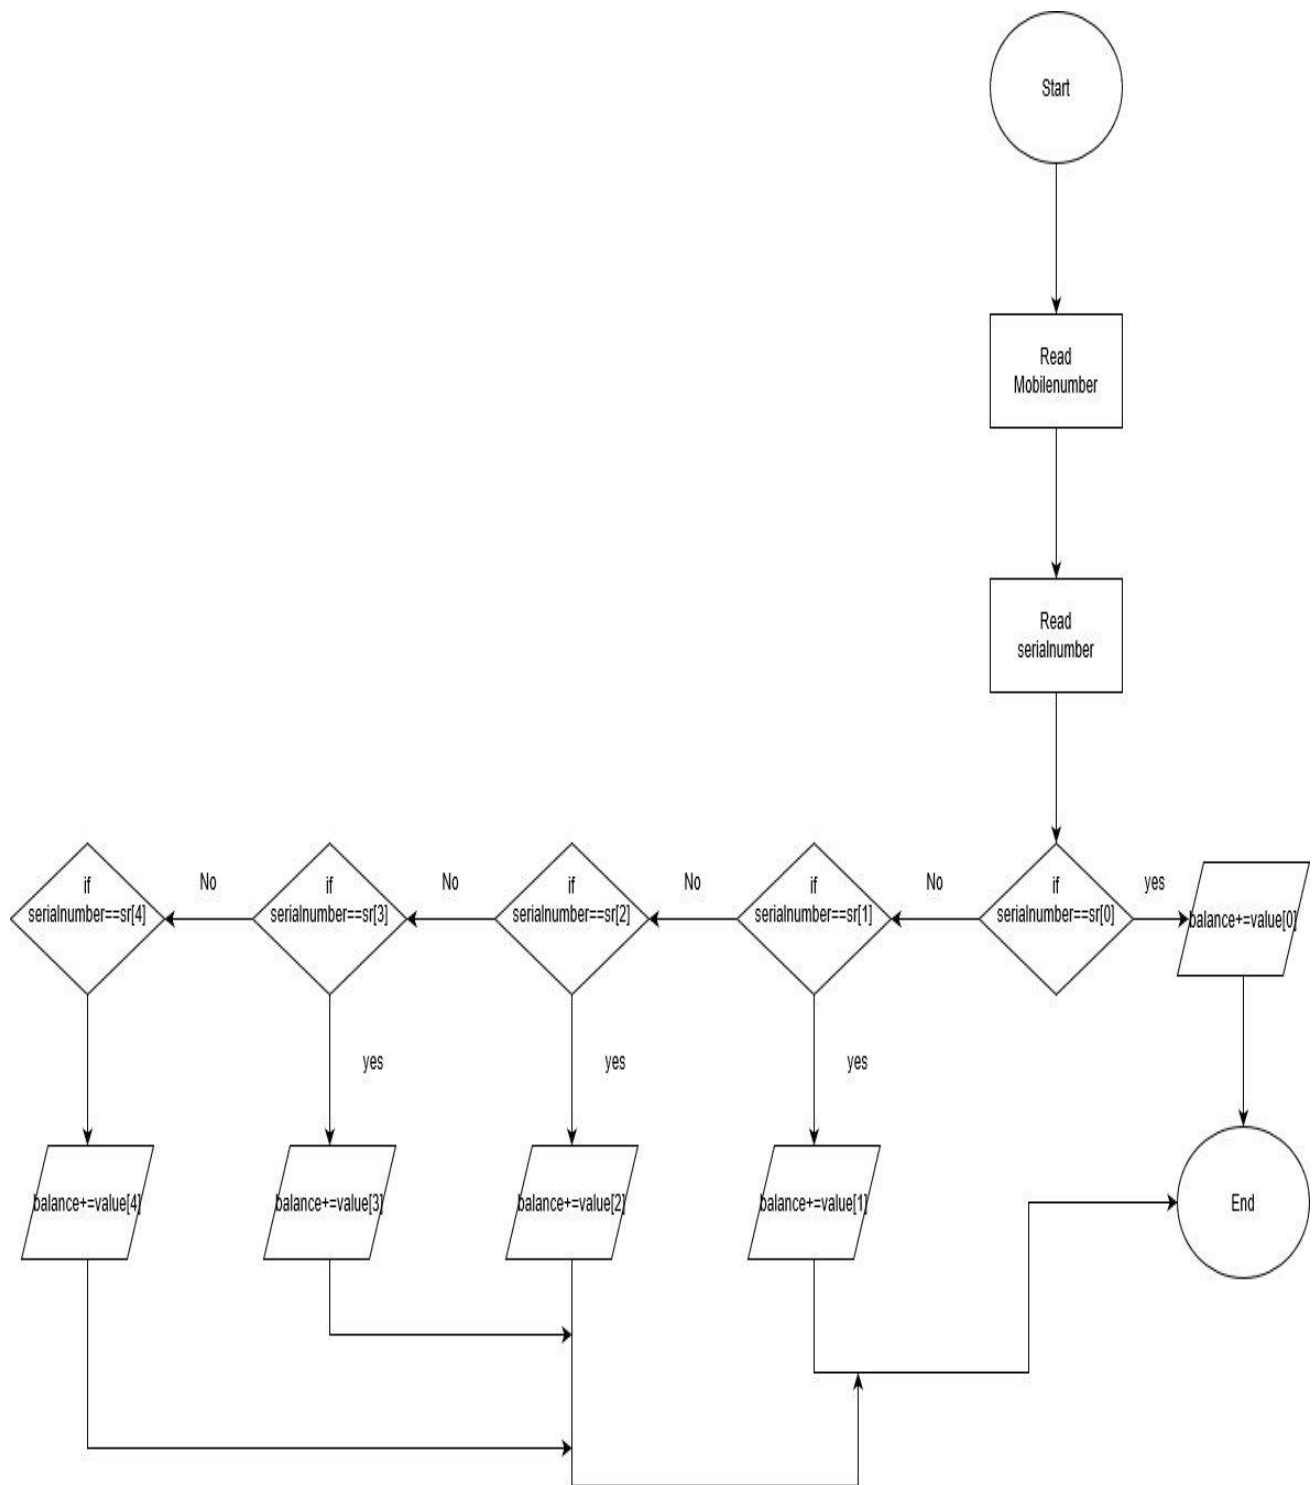 Start
Read
Mobilenumber
Read
serialnumber
if
serialnumber==sr[4]
No
if
serialnumber==sr[3]
No
if
serialnumber==sr[2]
No
if
serialnumber==sr[1]
No
if
serialnumber==sr[0]
yes
balance+=value[0]
yes
yes
yes
balance+=value[4]
balance+=value[3]
balance+=value[2]
balance+=value[1]
End